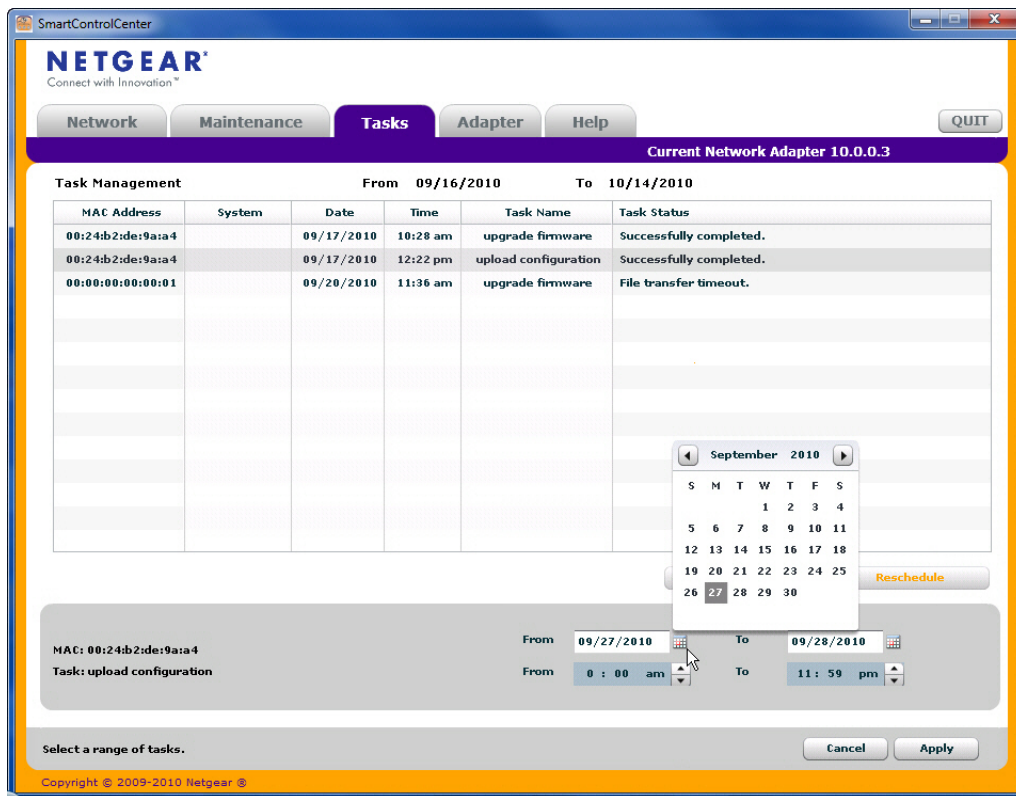 SmartControlCenter
NETGEAR®
Connect with Innovation™
Network Maintenance Tasks Adapter Help QUIT
Current Network Adapter 10.0.0.3
Task Management From 09/16/2010 To 10/14/2010
MAC Address System Date Time Task Name Task Status
00:24:b2:de:9a:a4 09/17/2010 10:28 am upgrade firmware Successfully completed.
00:24:b2:de:9a:a4 09/17/2010 12:22 pm upload configuration Successfully completed.
00:00:00:00:00:01 09/20/2010 11:36 am upgrade firmware File transfer timeout.
September 2010
S M T W T F S
1 2 3 4
5 6 7 8 9 10 11
12 13 14 15 16 17 18
19 20 21 22 23 24 25
26 27 28 29 30
Reschedule
From 09/27/2010 To 09/28/2010
MAC: 00:24:b2:de:9a:a4
Task: upload configuration
From 0 : 00 am To 11 : 59 pm
Select a range of tasks. Cancel Apply
Copyright © 2009-2010 Netgear ®